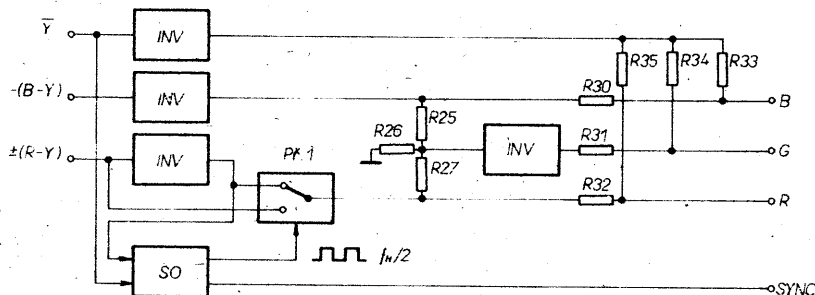 Y
INV
R35
R34
R33
-(B-Y)
INV
R30
B
R25
R26
INV
R31
G
±(R-Y)
INV
Př.1
R27
R32
R
SO
fH/2
SYNC